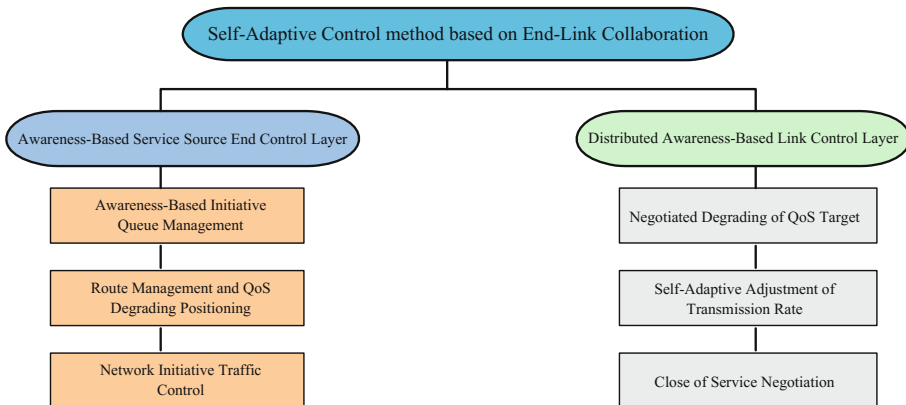 Self-Adaptive Control method based on End-Link Collaboration
Awareness-Based Service Source End Control Layer
Distributed Awareness-Based Link Control Layer
Awareness-Based Initiative
Queue Management
Route Management and QoS
Degrading Positioning
Network Initiative Traffic
Control
Negotiated Degrading of QoS Target
Self-Adaptive Adjustment of
Transmission Rate
Close of Service Negotiation